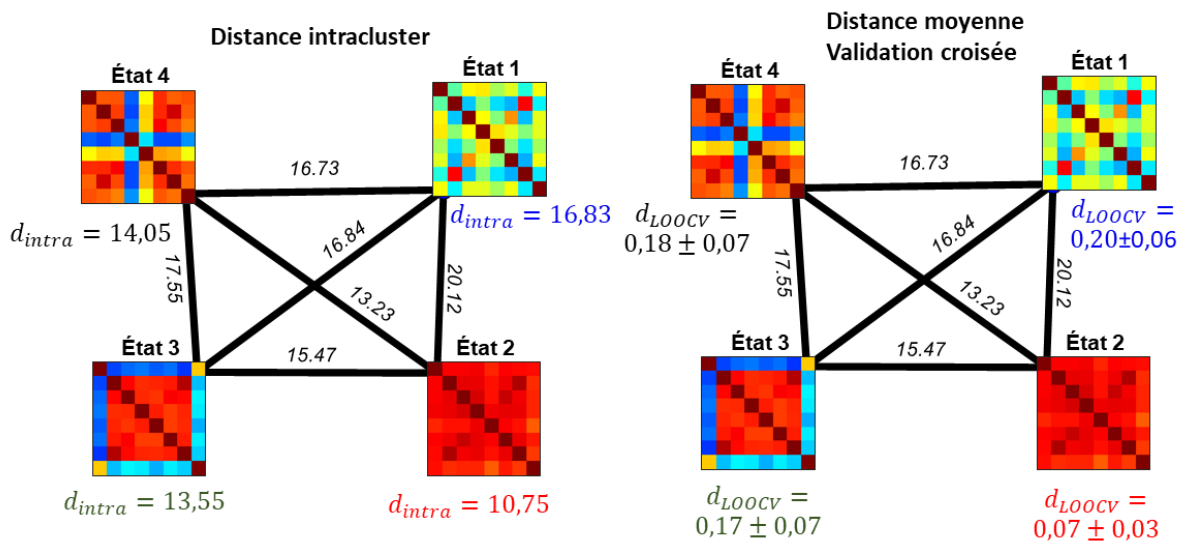 Distance intracluster
État 4
État 1
16.73
d_intra = 14,05
d_intra = 16,83
16.84
17.55
13.23
20.12
État 3
15.47
État 2
d_intra = 13,55
d_intra = 10,75
Distance moyenne
Validation croisée
État 4
État 1
16.73
d_LOOCV =
0,18 ± 0,07
d_LOOCV =
0,20±0,06
16.84
17.55
13.23
20.12
État 3
15.47
État 2
d_LOOCV =
0,17 ± 0,07
d_LOOCV =
0,07 ± 0,03